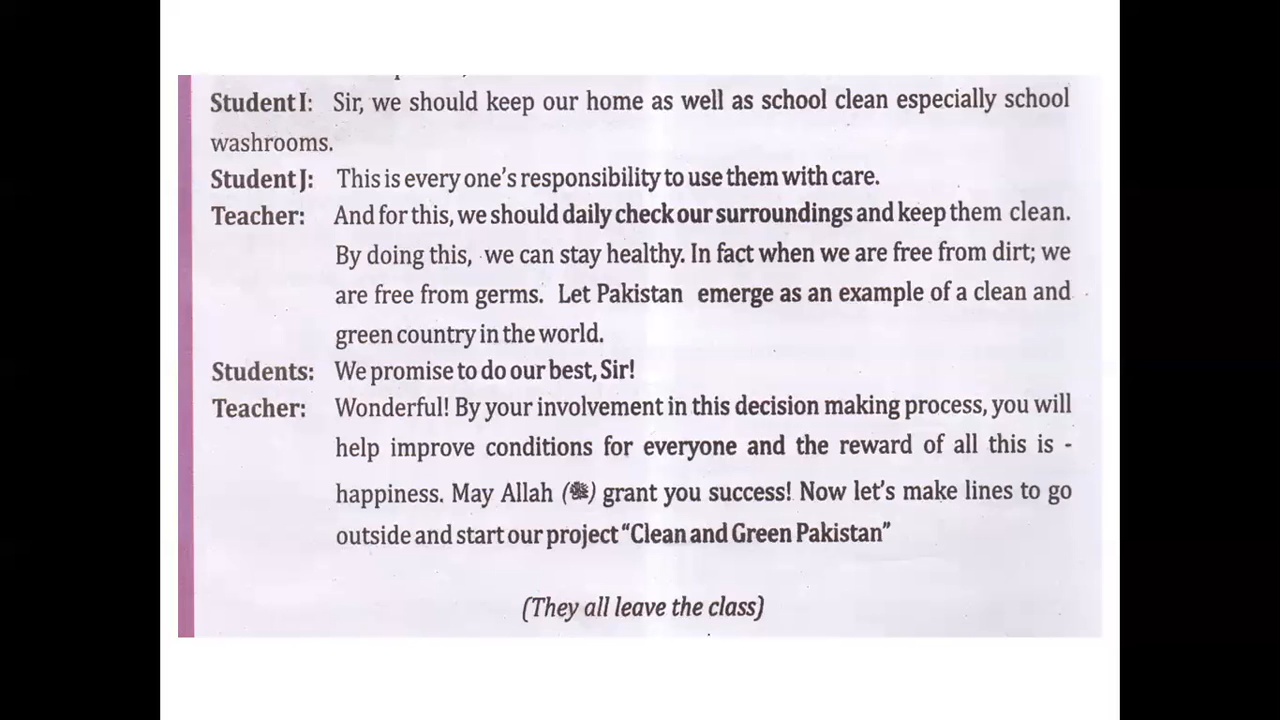 Student I: Sir, we should keep our home as well as school clean especially school
washrooms.
Student J: This is every one's responsibility to use them with care.
Teacher: And for this, we should daily check our surroundings and keep them clean.
By doing this, we can stay healthy. In fact when we are free from dirt; we
are free from germs. Let Pakistan emerge as an example of a clean and
green country in the world.
Students: We promise to do our best, Sir!
Teacher: Wonderful! By your involvement in this decision making process, you will
help improve conditions for everyone and the reward of all this is -
happiness. May Allah () grant you success! Now let's make lines to go
outside and start our project "Clean and Green Pakistan"
(They all leave the class)